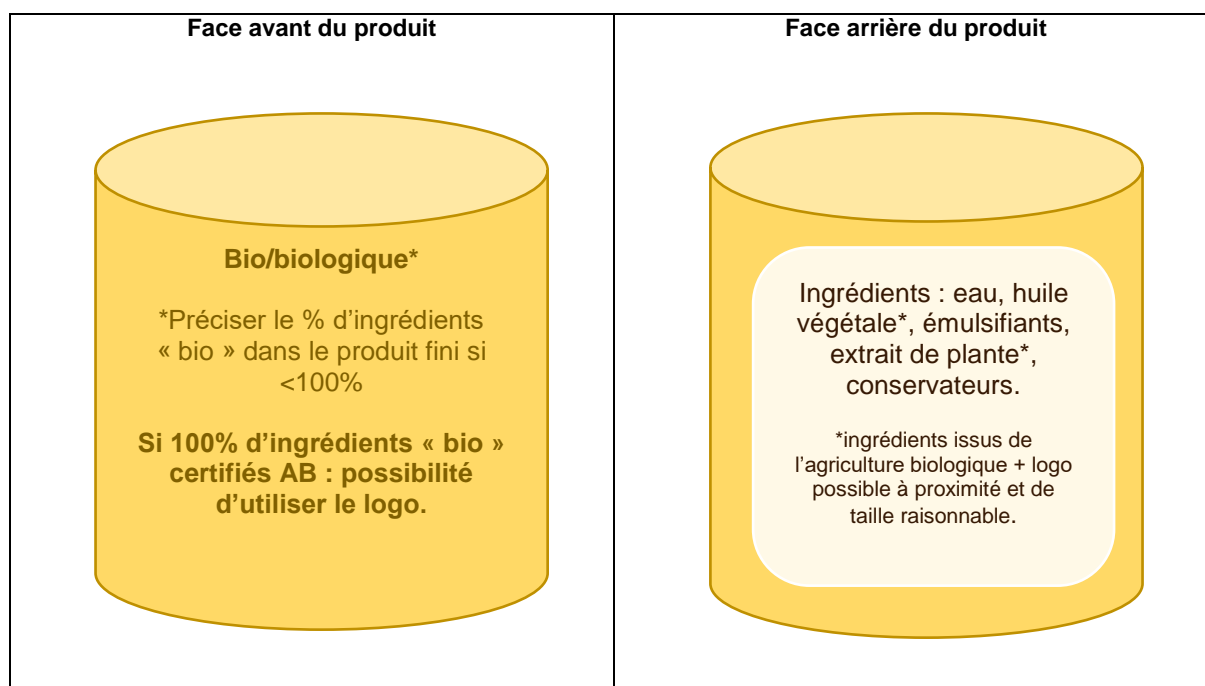 Face avant du produit
Bio/biologique*
*Préciser le % d’ingrédients
« bio » dans le produit fini si
<100%
Si 100% d’ingrédients « bio »
certifiés AB : possibilité
d’utiliser le logo.
Face arrière du produit
Ingrédients : eau, huile
végétale*, émulsifiants,
extrait de plante*,
conservateurs.
*ingrédients issus de
l’agriculture biologique + logo
possible à proximité et de
taille raisonnable.